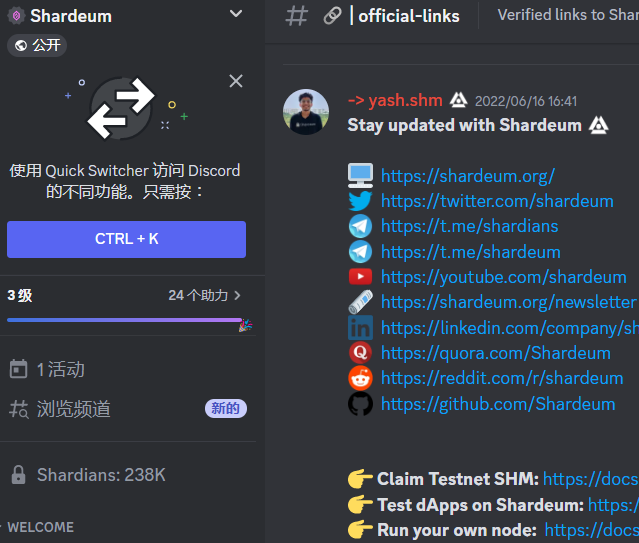 Shardeum
公开
使用 Quick Switcher 访问 Discord
的不同功能。只需按：
CTRL + K
3 级
24 个助力
1 活动
浏览频道
新的
Shardians: 238K
WELCOME
| official-links
Verified links to Shar
-> yash.shm 2022/06/16 16:41
Stay updated with Shardeum
https://shardeum.org/
https://twitter.com/shardeum
https://t.me/shardians
https://t.me/shardeum
https://youtube.com/shardeum
https://shardeum.org/newsletter
https://linkedin.com/company/sh
https://quora.com/Shardeum
https://reddit.com/r/shardeum
https://github.com/Shardeum
Claim Testnet SHM: https://docs
Test dApps on Shardeum: https:/
Run your own node: https://docs